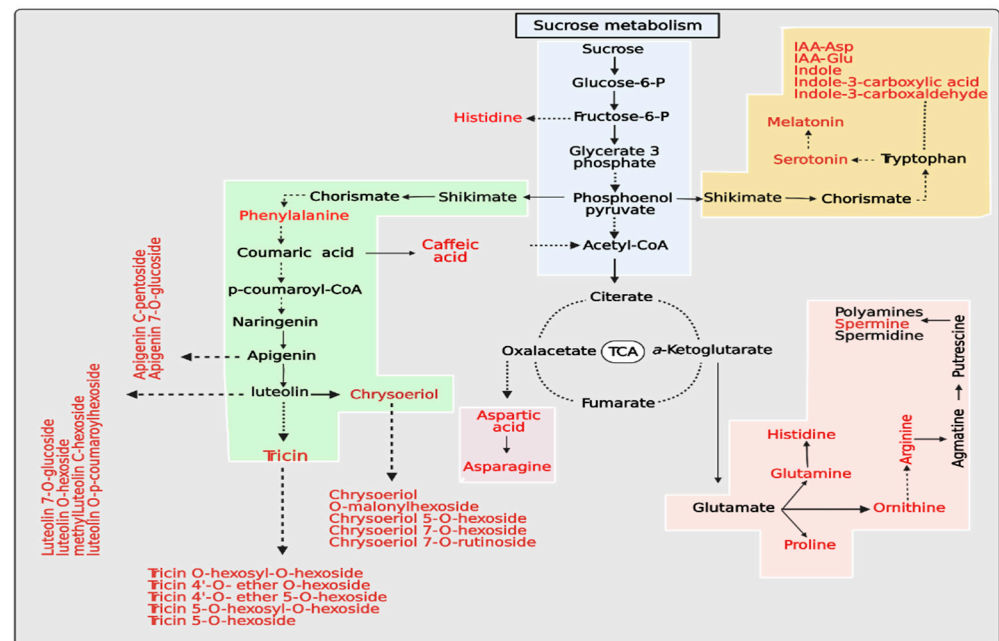 Sucrose metabolism
Sucrose
Glucose-6-P
Histidine
Fructose-6-P
Glycerate 3
phosphate
Phosphoenol
pyruvate
Acetyl-CoA
IAA-Asp
IAA-Glu
Indole
Indole-3-carboxylic acid
Indole-3-carboxaldehyde
Melatonin
Serotonin
Tryptophan
Shikimate
Chorismate
Chorismate
Shikimate
Phenylalanine
Coumaric acid
Caffeic
acid
p-coumaroyl-CoA
Naringenin
Apigenin
luteolin
Chrysoeriol
Tricin
Apigenin C-pentoside
Apigenin 7-O-glucoside
Luteolin 7-O-glucoside
luteolin O-hexoside
methylLuteolin C-hexoside
luteolin O-p-coumaroylhexoside
Citerate
Oxalacetate
TCA
a-Ketoglutarate
Fumarate
Aspartic
acid
Asparagine
Chrysoeriol
O-malonylhexoside
Chrysoeriol 5-O-hexoside
Chrysoeriol 7-O-hexoside
Chrysoeriol 7-O-rutinoside
Tricin O-hexosyl-O-hexoside
Tricin 4'-O- ether O-hexoside
Tricin 4'-O- ether 5-O-hexoside
Tricin 5-O-hexosyl-O-hexoside
Tricin 5-O-hexoside
Polyamines
Spermine
Spermidine
Putrescine
Agmatine
Arginine
Histidine
Glutamine
Glutamate
Ornithine
Proline